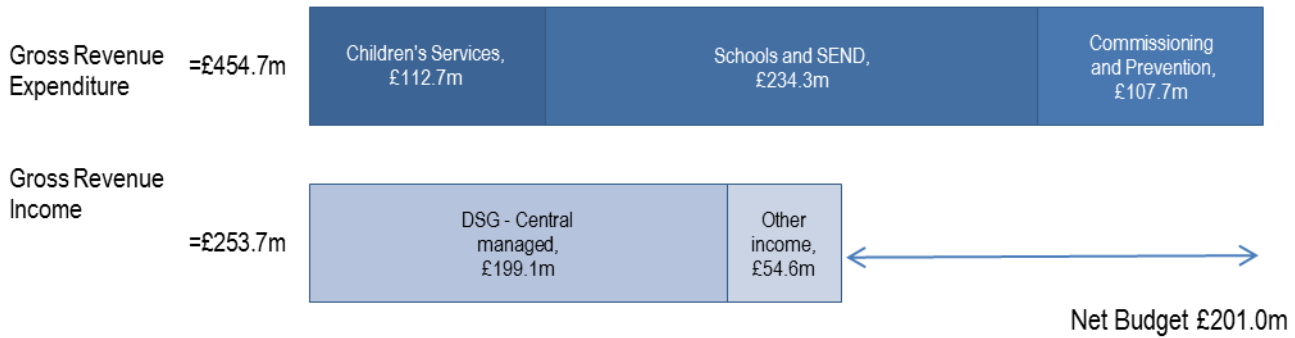 Gross Revenue
Expenditure
=£454.7m
Children's Services,
£112.7m
Schools and SEND,
£234.3m
Commissioning
and Prevention,
£107.7m
Gross Revenue
Income
=£253.7m
DSG - Central
managed,
£199.1m
Other
income,
£54.6m
Net Budget £201.0m